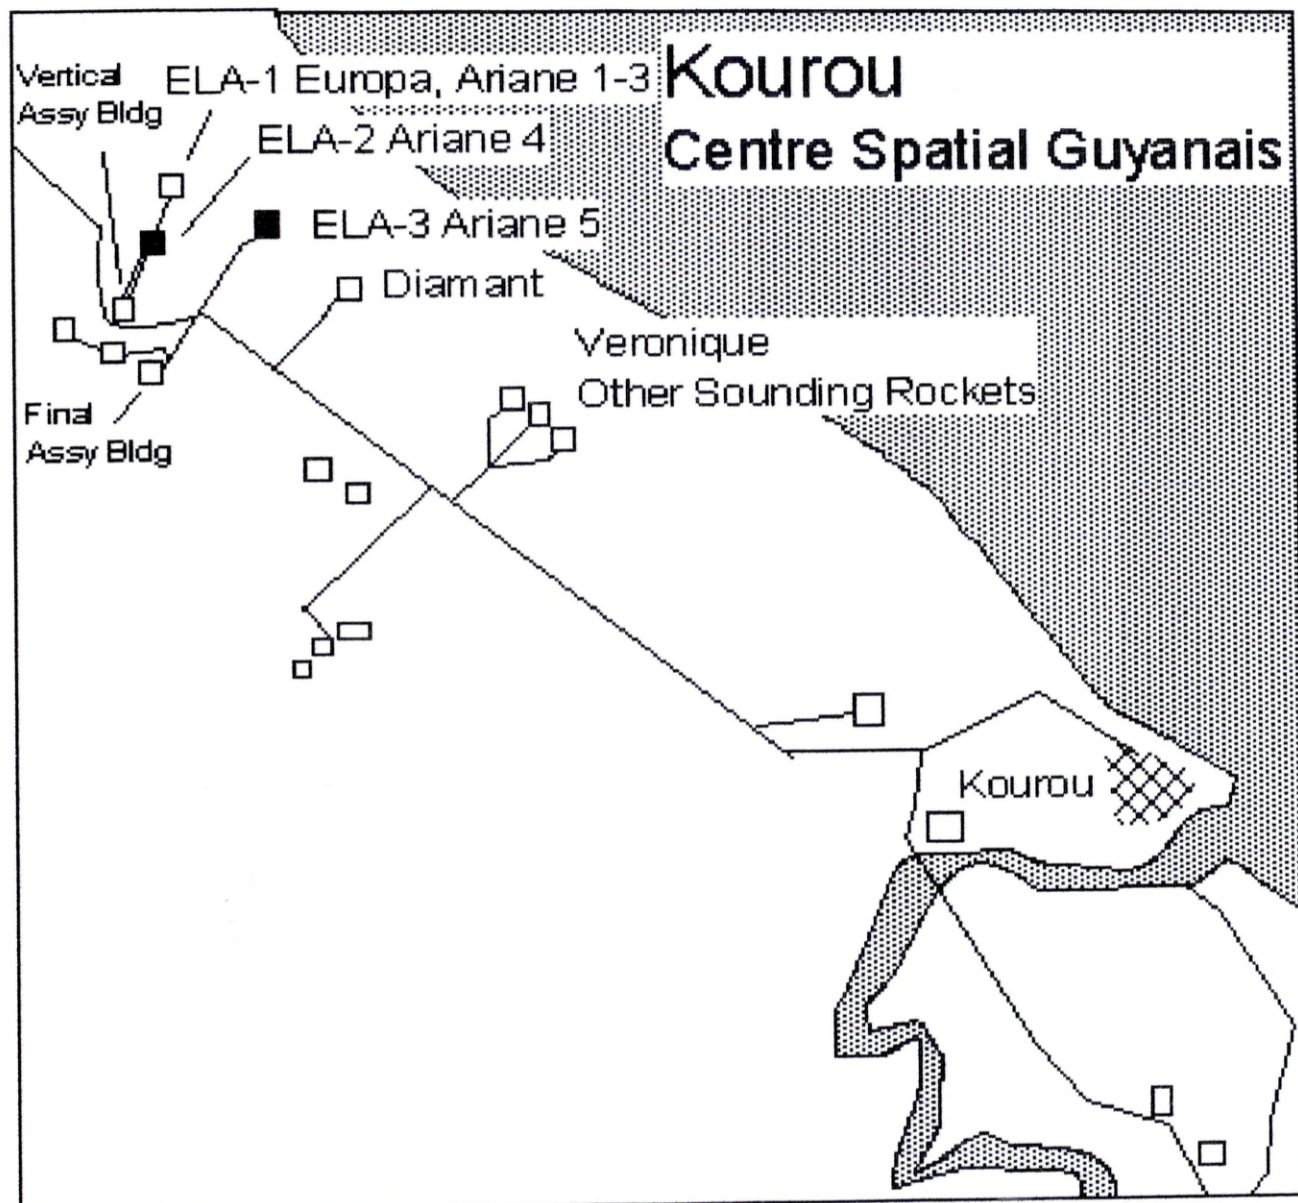 Kourou
Centre Spatial Guyanais
Vertical
Assy Bldg
ELA-1 Europa, Ariane 1-3
ELA-2 Ariane 4
ELA-3 Ariane 5
Diamant
Veronique
Other Sounding Rockets
Final
Assy Bldg
Kourou